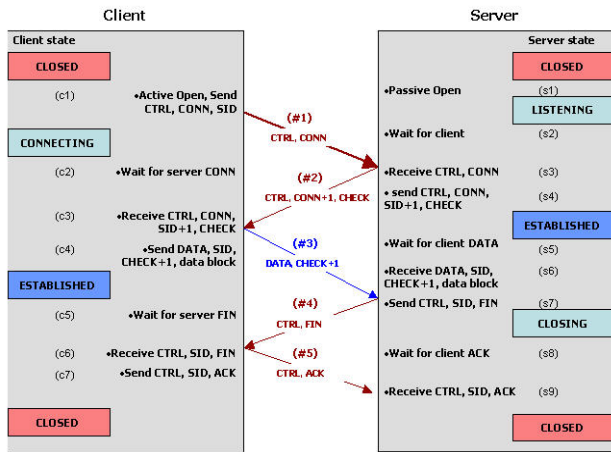 Client
Server
Client state
Server state
CLOSED
(c1)
•Active Open, Send
CTRL, CONN, SID
CONNECTING
(c2)
•Wait for server CONN
(c3)
•Receive CTRL, CONN,
SID+1, CHECK
(c4)
•Send DATA, SID,
CHECK+1, data block
ESTABLISHED
(c5)
•Wait for server FIN
(c6)
•Receive CTRL, SID, FIN
(c7)
•Send CTRL, SID, ACK
CLOSED
(#1)
CTRL, CONN
(#2)
CTRL, CONN+1, CHECK
(#3)
DATA, CHECK+1
(#4)
CTRL, FIN
(#5)
CTRL, ACK
CLOSED
•Passive Open
(s1)
LISTENING
•Wait for client
(s2)
•Receive CTRL, CONN
(s3)
• send CTRL, CONN,
SID+1, CHECK
(s4)
ESTABLISHED
•Wait for client DATA
(s5)
•Receive DATA, SID,
CHECK+1, data block
(s6)
•Send CTRL, SID, FIN
(s7)
CLOSING
•Wait for client ACK
(s8)
•Receive CTRL, SID, ACK
(s9)
CLOSED